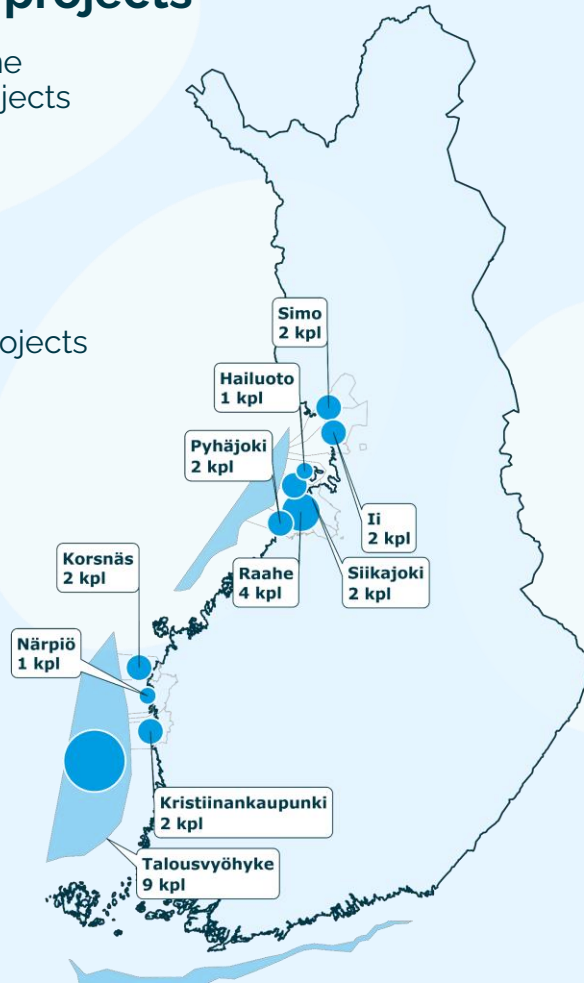 projects
jects
ojects
Simo
2 kpl
Hailuoto
1 kpl
Pyhäjoki
2 kpl
Ii
2 kpl
Raahe
4 kpl
Siikajoki
2 kpl
Korsnäs
2 kpl
Närpiö
1 kpl
Kristiinankaupunki
2 kpl
Talousvyöhyke
9 kpl